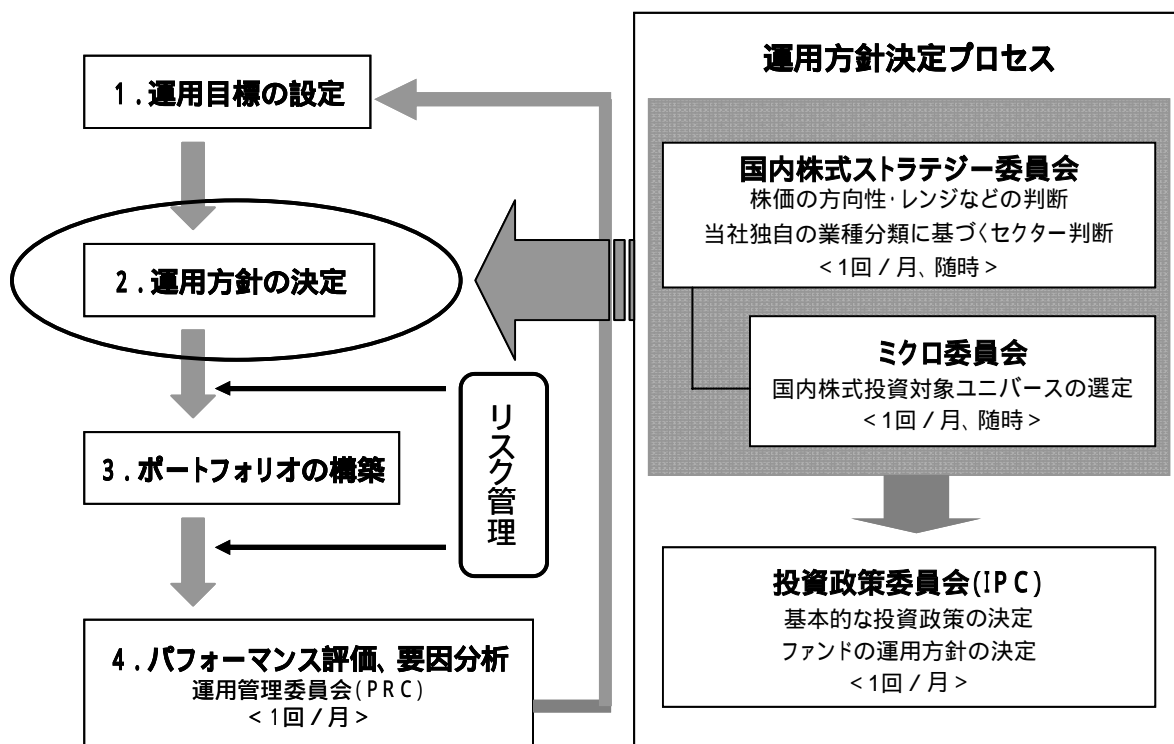 1.運用目標の設定
2.運用方針の決定
3.ポートフォリオの構築
4.パフォーマンス評価、要因分析
運用管理委員会(PRC)
<1回/月>
リスク管理
運用方針決定プロセス
国内株式ストラテジー委員会
株価の方向性・レンジなどの判断
当社独自の業種分類に基づくセクター判断
<1回/月、随時>
ミクロ委員会
国内株式投資対象ユニバースの選定
<1回/月、随時>
投資政策委員会(IPC)
基本的な投資政策の決定
ファンドの運用方針の決定
<1回/月>